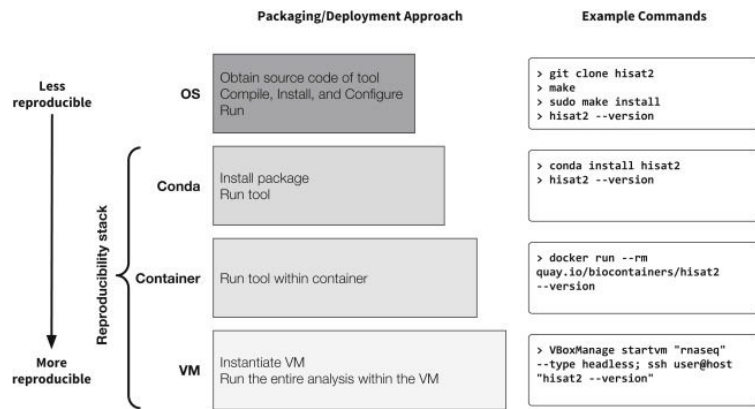 Packaging/Deployment Approach
Example Commands
Less
reproducible
OS
Obtain source code of tool
Compile, Install, and Configure
Run
> git clone hisat2
> make
> sudo make install
> hisat2 --version
Reproducibility stack
Conda
Install package
Run tool
> conda install hisat2
> hisat2 --version
Container
Run tool within container
> docker run --rm
quay.io/biocontainers/hisat2
--version
More
reproducible
VM
Instantiate VM
Run the entire analysis within the VM
> VBoxManage startvm "rnaseq"
--type headless; ssh user@host
"hisat2 --version"